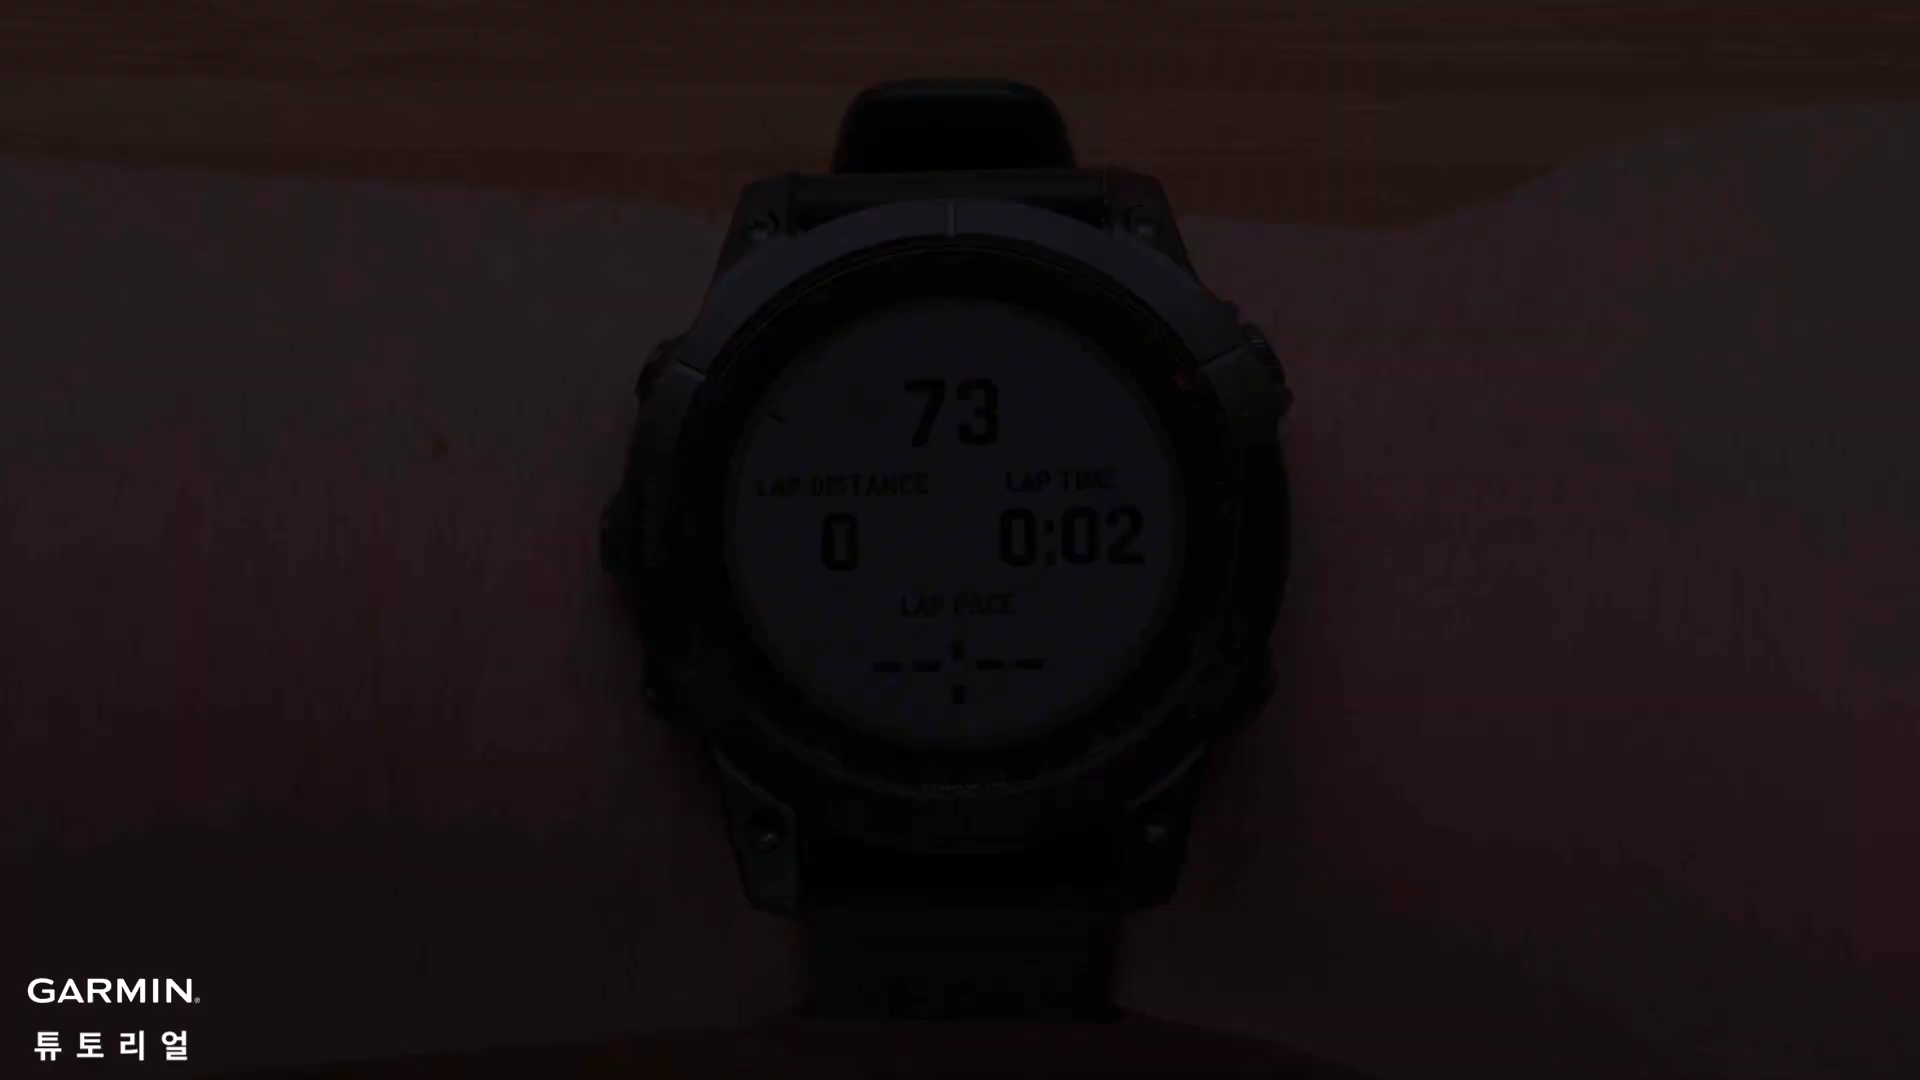 73
LAP DISTANCE LAP TIME
0 0:02
LAP PACE
--:--
GARMIN®
튜토리얼